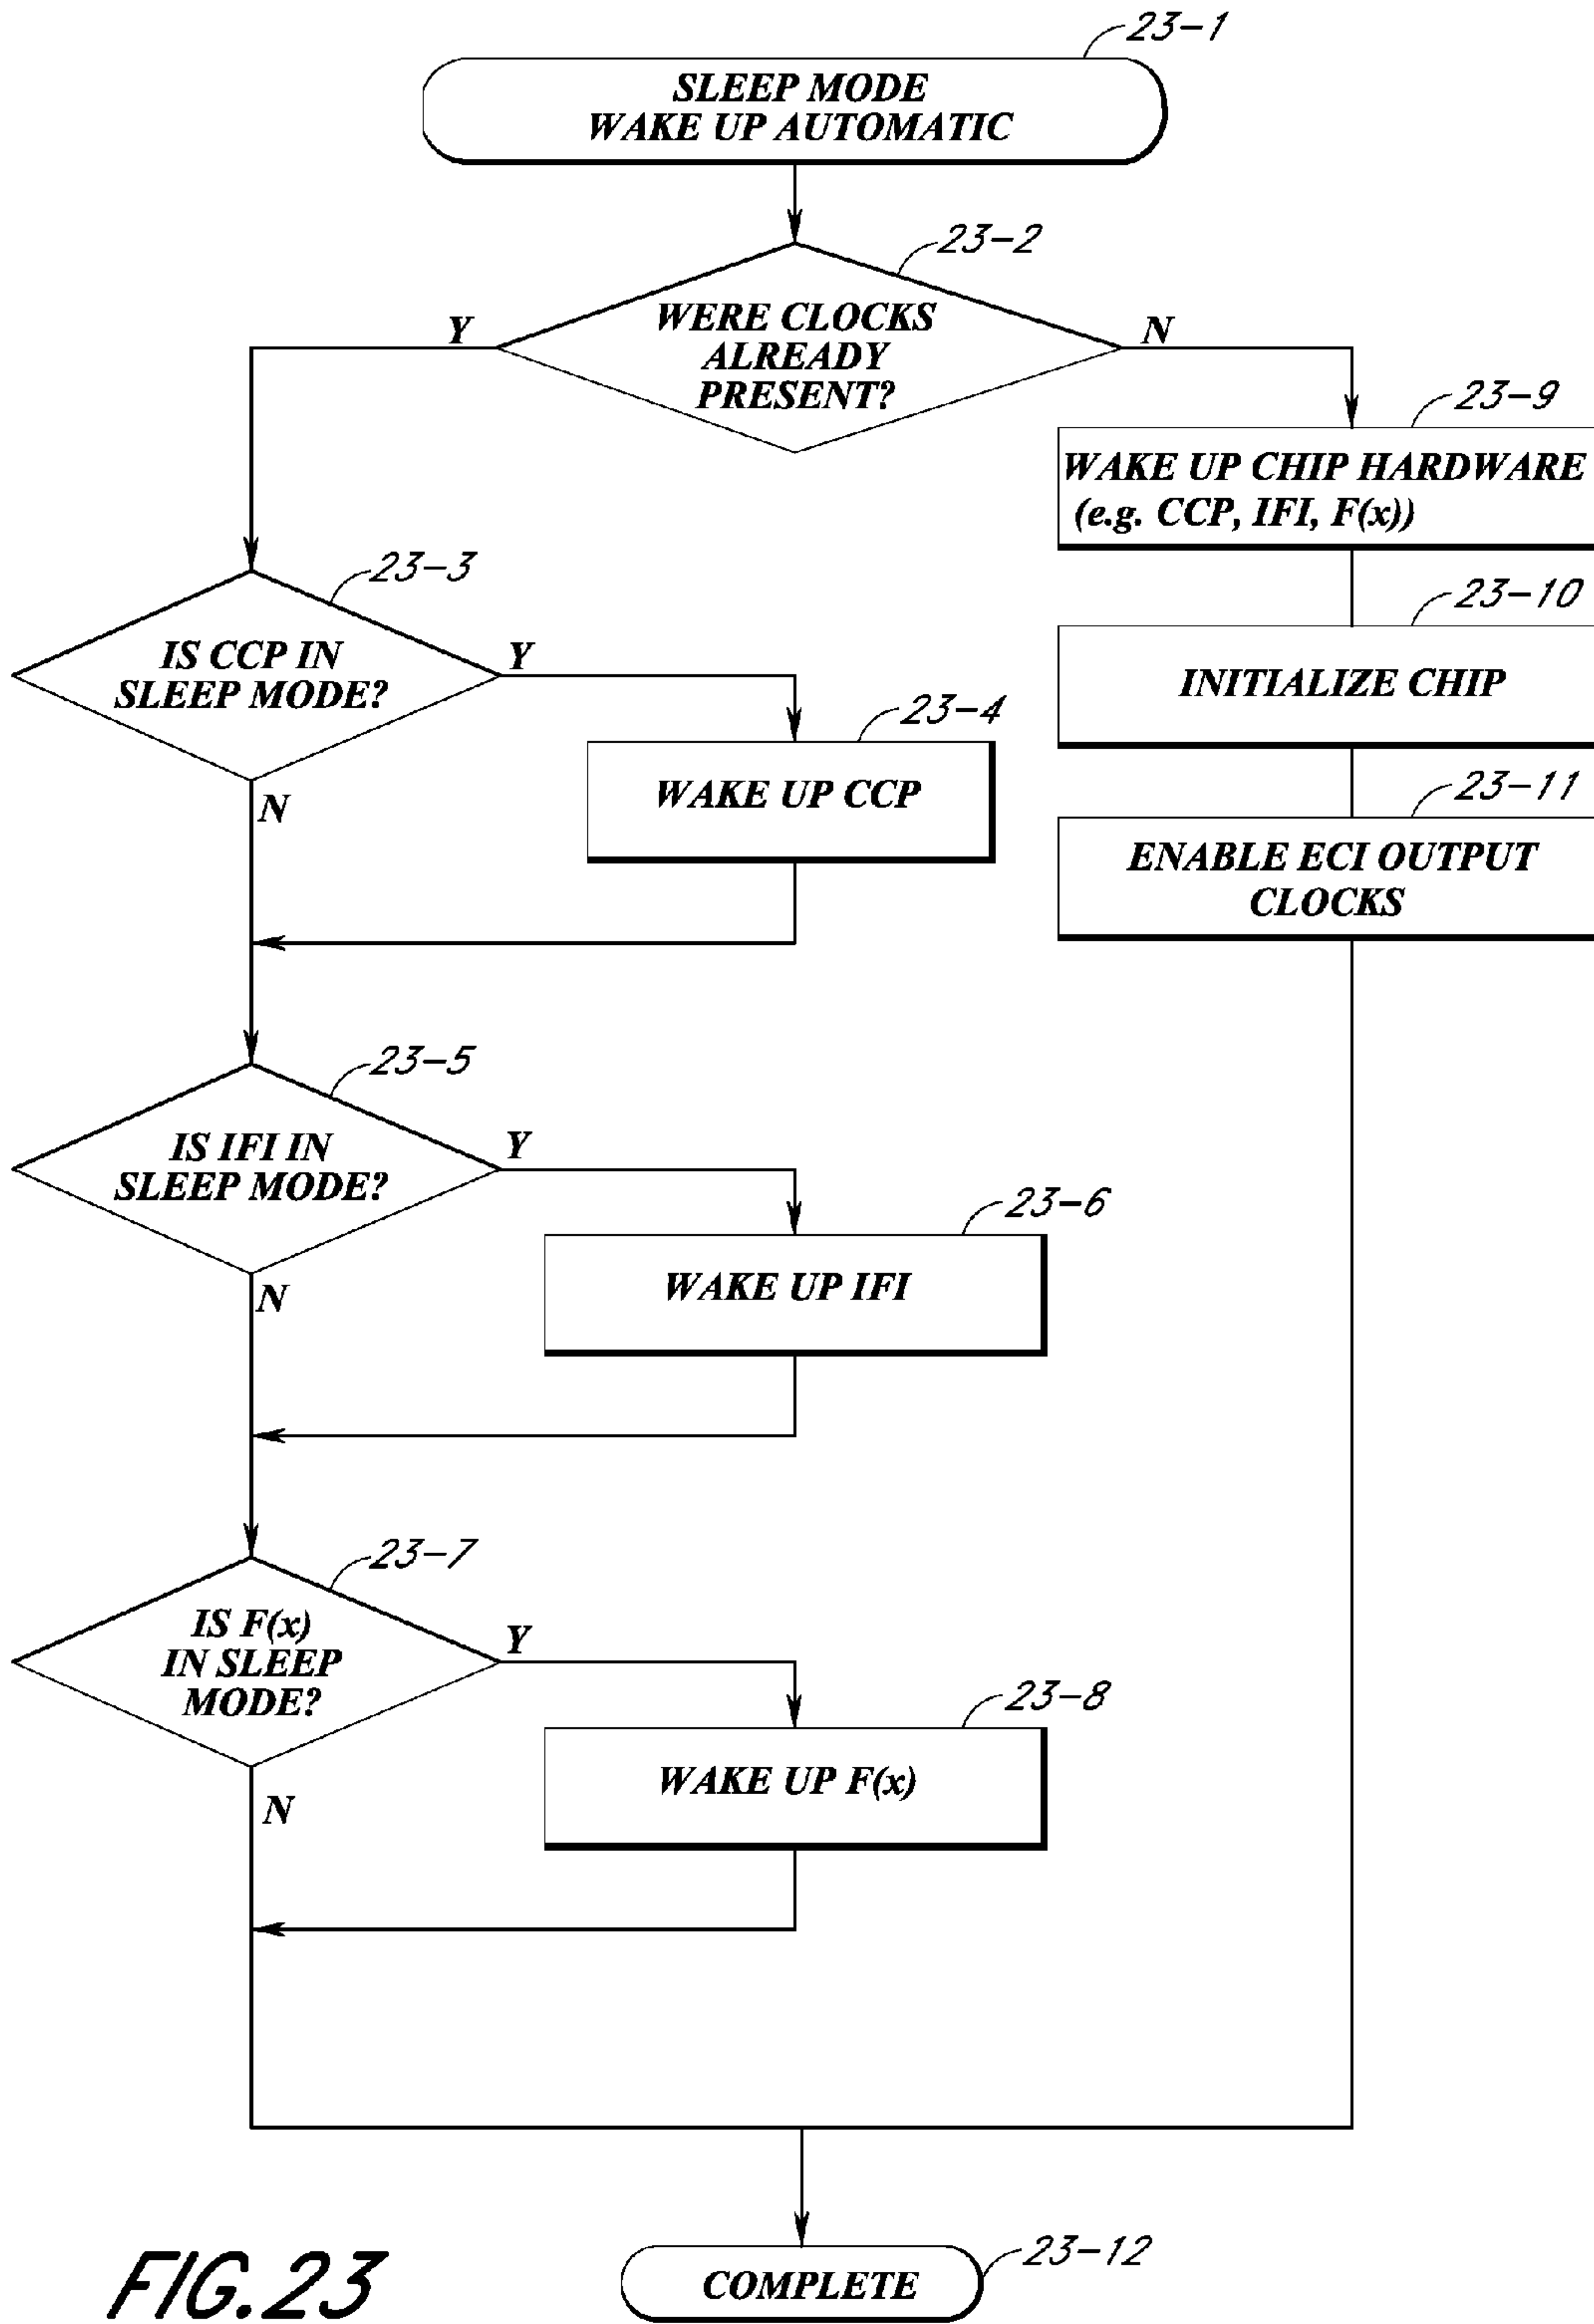 23-1
SLEEP MODE
WAKE UP AUTOMATIC
23-2
WERE CLOCKS
ALREADY
PRESENT?
Y
N
23-9
WAKE UP CHIP HARDWARE
(e.g. CCP, IFI, F(x))
23-3
IS CCP IN
SLEEP MODE?
Y
N
23-10
INITIALIZE CHIP
23-4
WAKE UP CCP
23-11
ENABLE ECI OUTPUT
CLOCKS
23-5
IS IFI IN
SLEEP MODE?
Y
N
23-6
WAKE UP IFI
23-7
IS F(x)
IN SLEEP
MODE?
Y
N
23-8
WAKE UP F(x)
23-12
COMPLETE
FIG.23